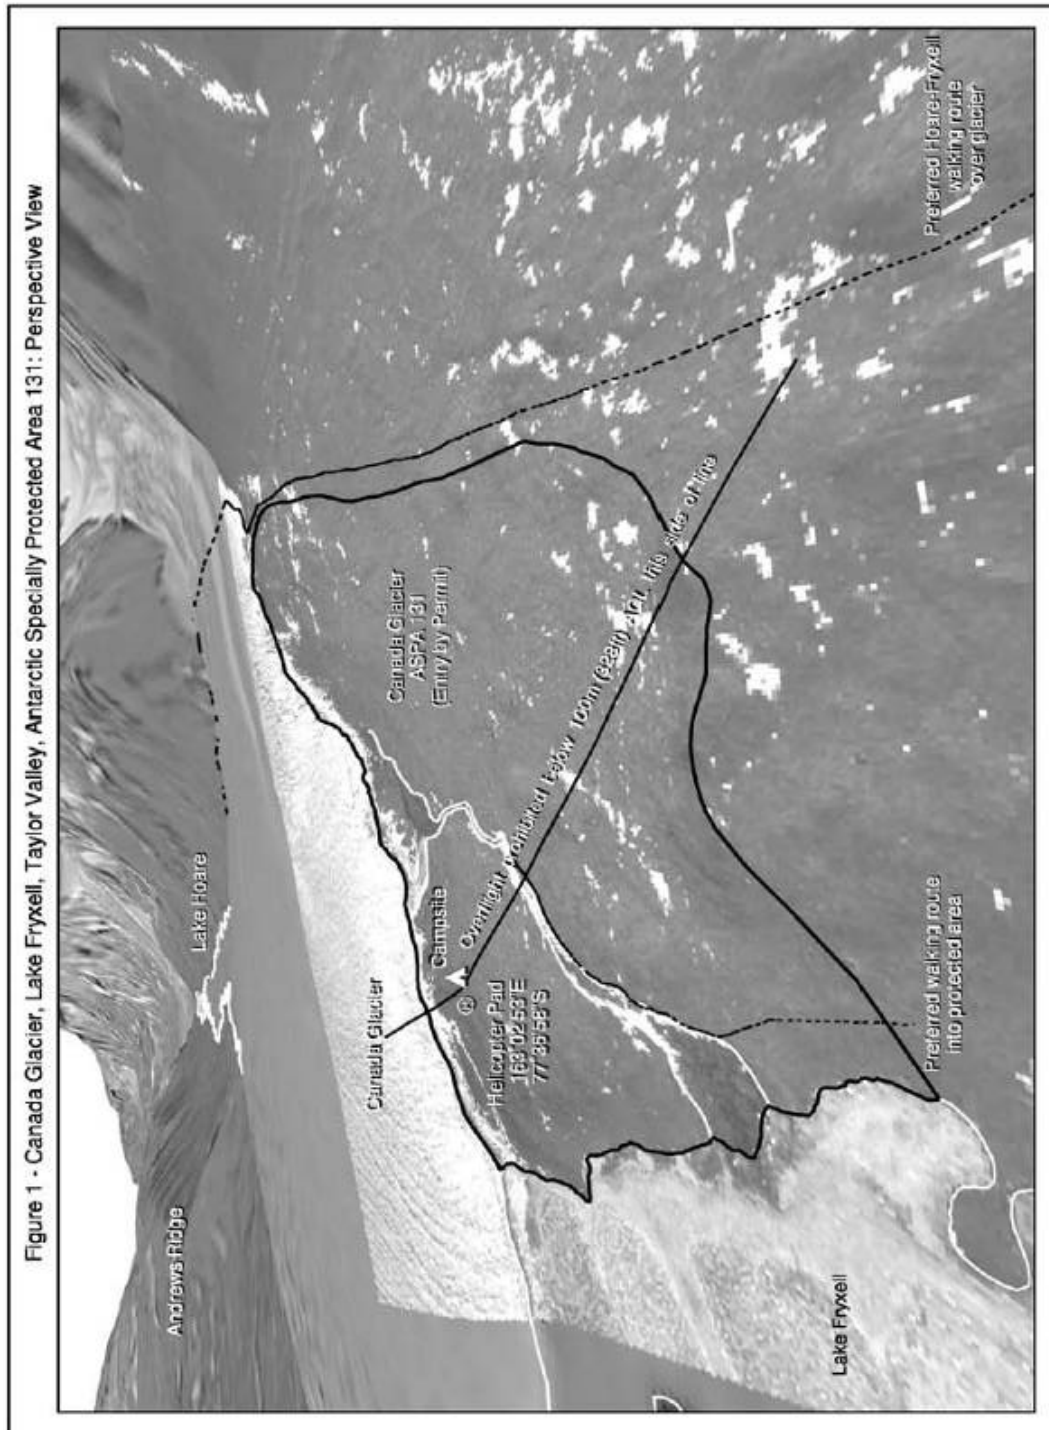 Figure 1 - Canada Glacier, Lake Fryxell, Taylor Valley, Antarctic Specially Protected Area 131: Perspective View
Andrews Ridge
Lake Hoare
Canada Glacier
Campsite
Canada Glacier
ASPA 131
(Entry by Permit)
Overflight prohibited below 100m (328ft) AGL this side of line
Helicopter Pad
163°02'53"E
77°36'58"S
Lake Fryxell
Preferred walking route
into protected area
Preferred Hoare-Fryxell
walking route
over glacier